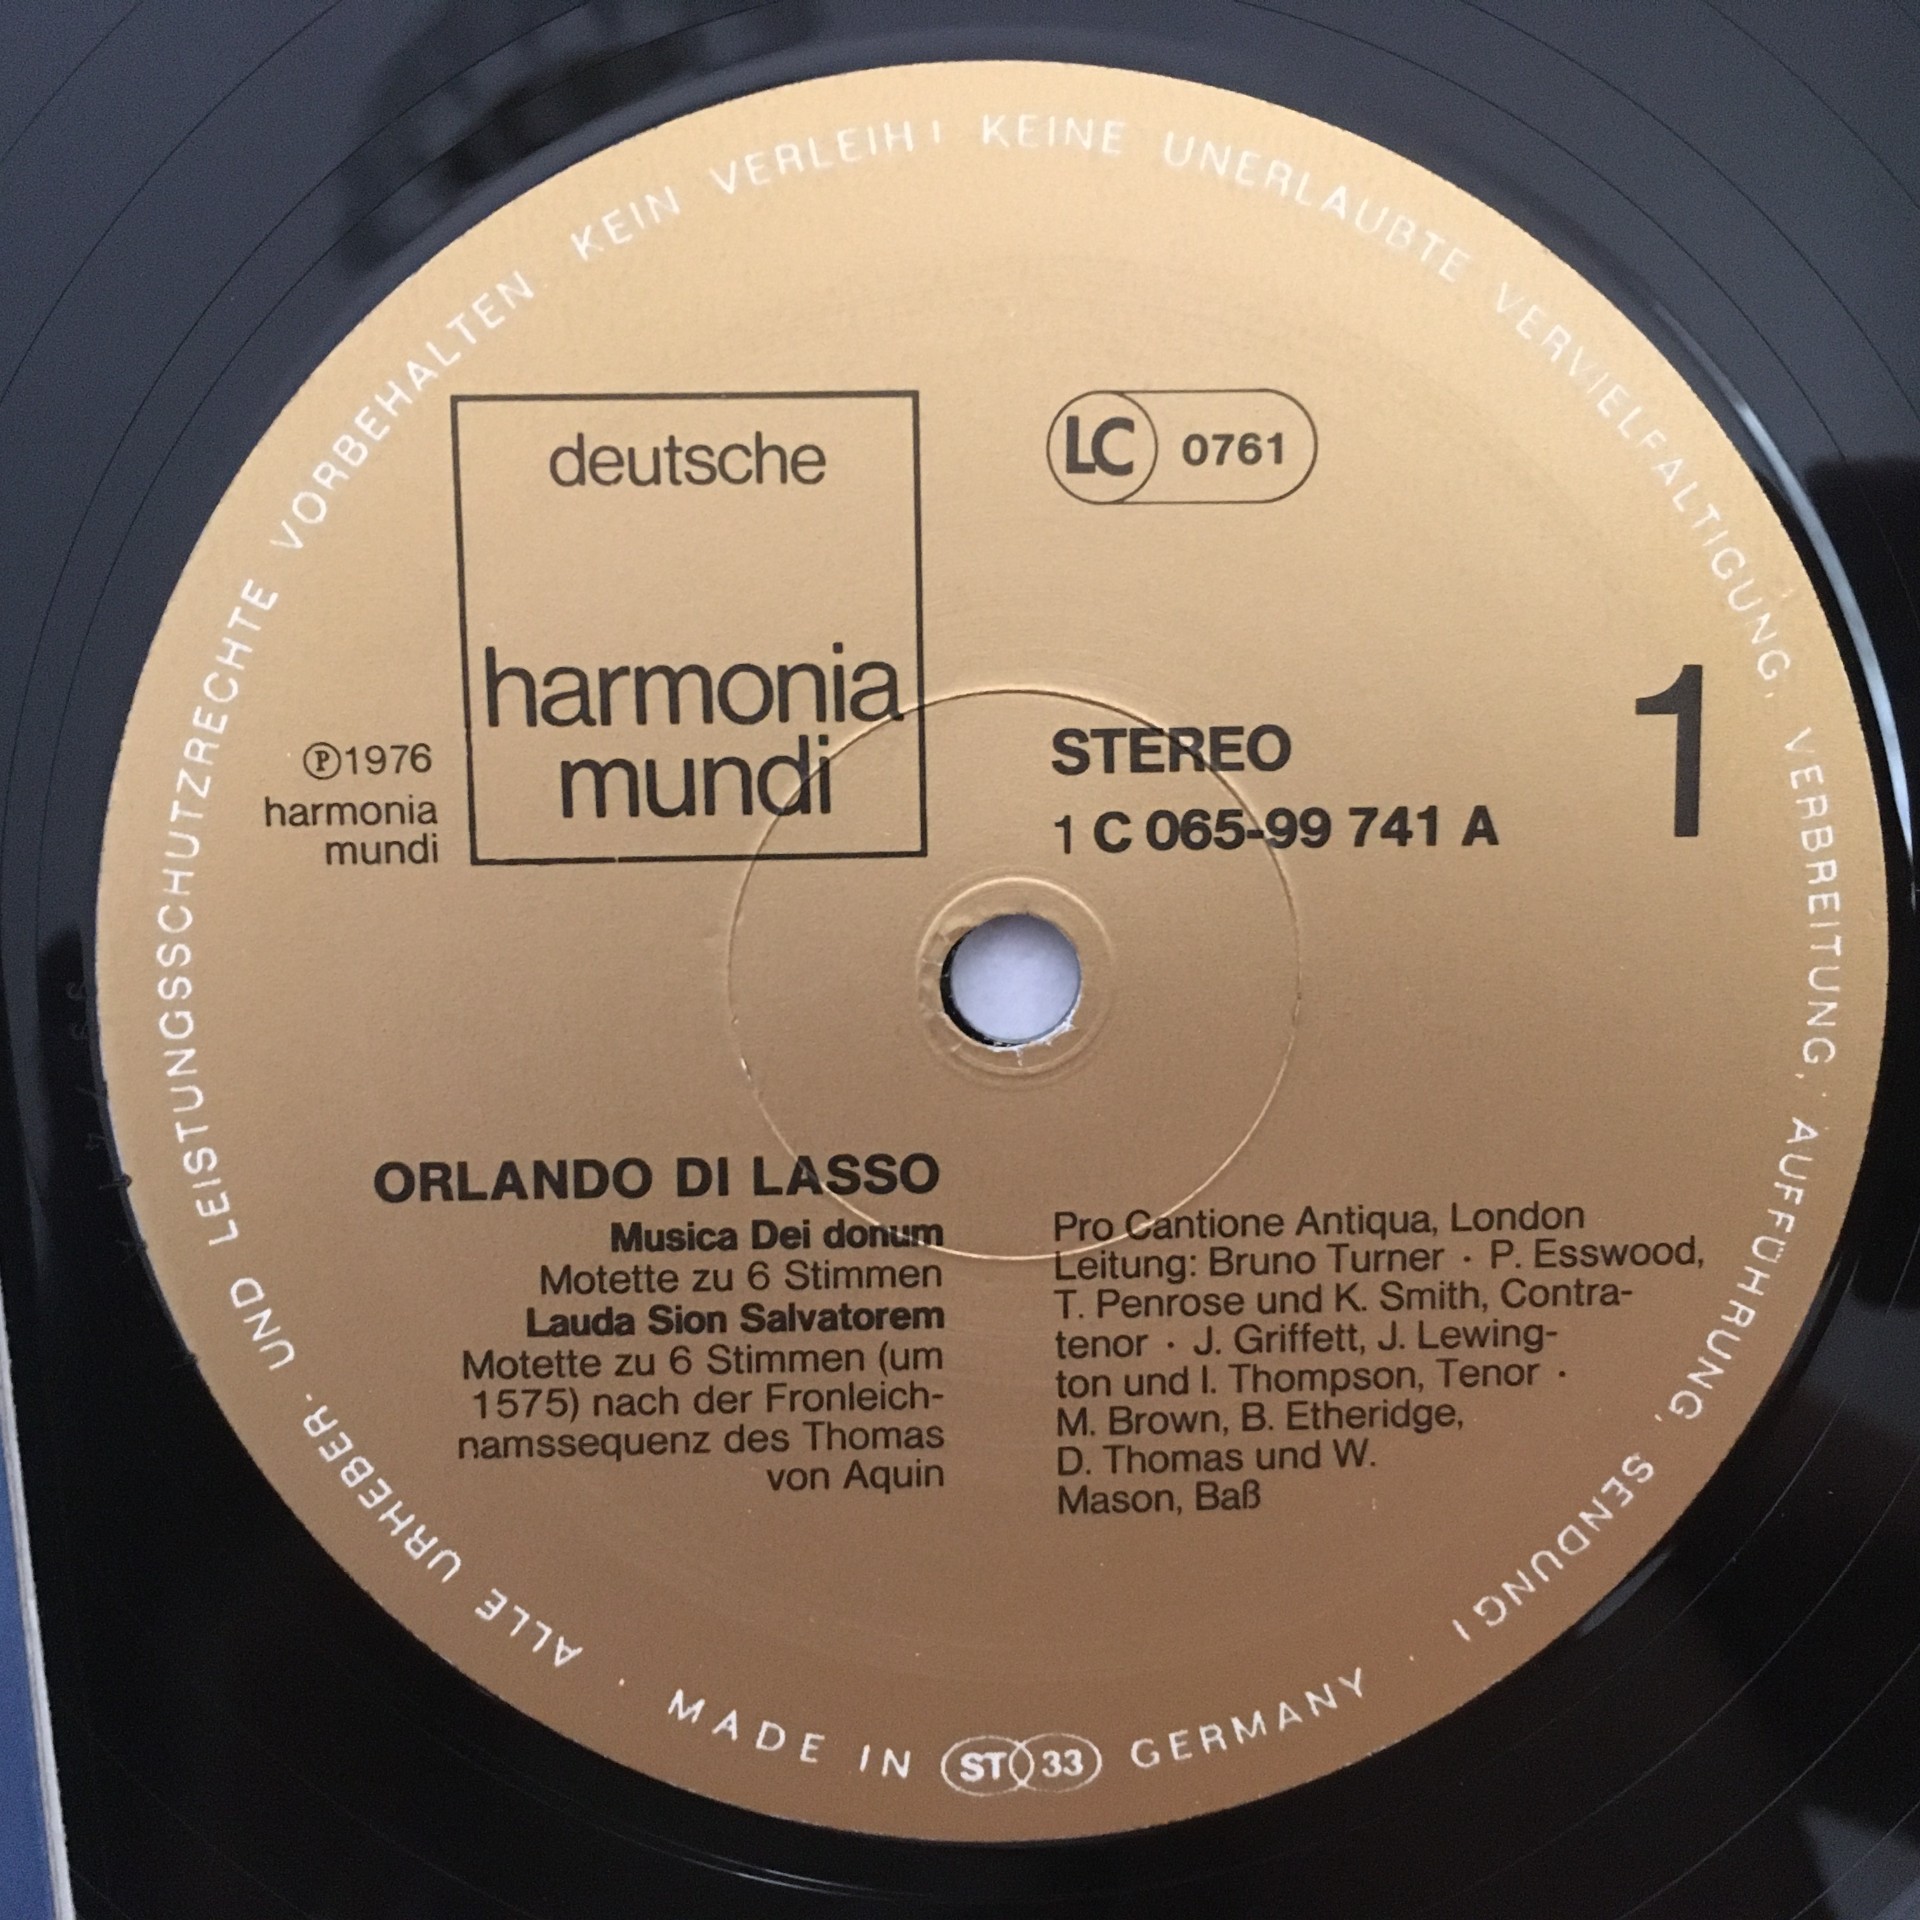 ALLE URHEBER- UND LEISTUNGSSCHUTZRECHTE VORBEHALTEN KEIN VERLEIH! KEINE UNERLAUBTE VERVIELFÄLTIGUNG, VERBREITUNG, AUFFÜHRUNG, SENDUNG!
deutsche
harmonia
mundi
LC 0761
℗1976
harmonia
mundi
STEREO
1 C 065-99 741 A
1
ORLANDO DI LASSO
Musica Dei donum
Motette zu 6 Stimmen
Lauda Sion Salvatorem
Motette zu 6 Stimmen (um
1575) nach der Fronleich-
namssequenz des Thomas
von Aquin
Pro Cantione Antiqua, London
Leitung: Bruno Turner · P. Esswood,
T. Penrose und K. Smith, Contra-
tenor · J. Griffett, J. Lewing-
ton und I. Thompson, Tenor ·
M. Brown, B. Etheridge,
D. Thomas und W.
Mason, Baß
· MADE IN ST 33 GERMANY ·